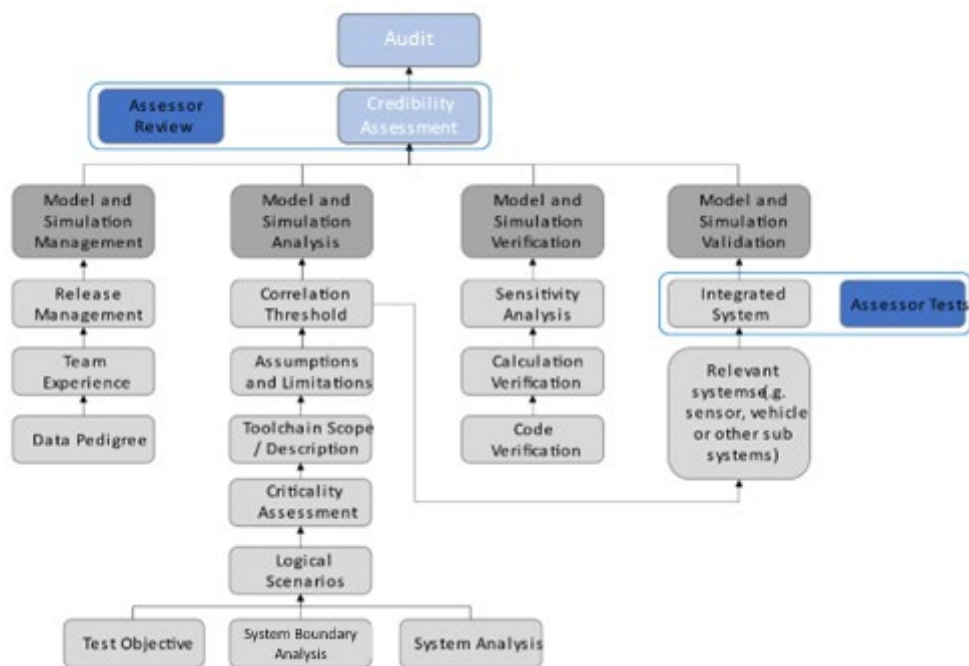 Audit
Assessor
Review
Credibility
Assessment
Model and
Simulation
Management
Model and
Simulation
Analysis
Model and
Simulation
Verification
Model and
Simulation
Validation
Release
Management
Correlation
Threshold
Sensitivity
Analysis
Integrated
System
Assessor Tests
Team
Experience
Assumptions
and Limitations
Calculation
Verification
Relevant
systems(e.g.
sensor, vehicle
or other sub
systems)
Data Pedigree
Toolchain Scope
/ Description
Code
Verification
Criticality
Assessment
Logical
Scenarios
Test Objective
System Boundary
Analysis
System Analysis